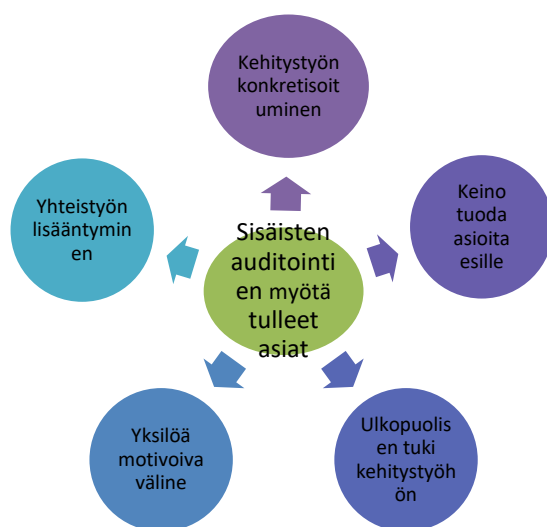 Kehitystyön
konkretisoit
uminen
Keino
tuoda
asioita
esille
Ulkopuolis
en tuki
kehitystyöh
ön
Yksilöä
motivoiva
väline
Yhteistyön
lisääntymin
en
Sisäisten
auditointi
en myötä
tulleet
asiat